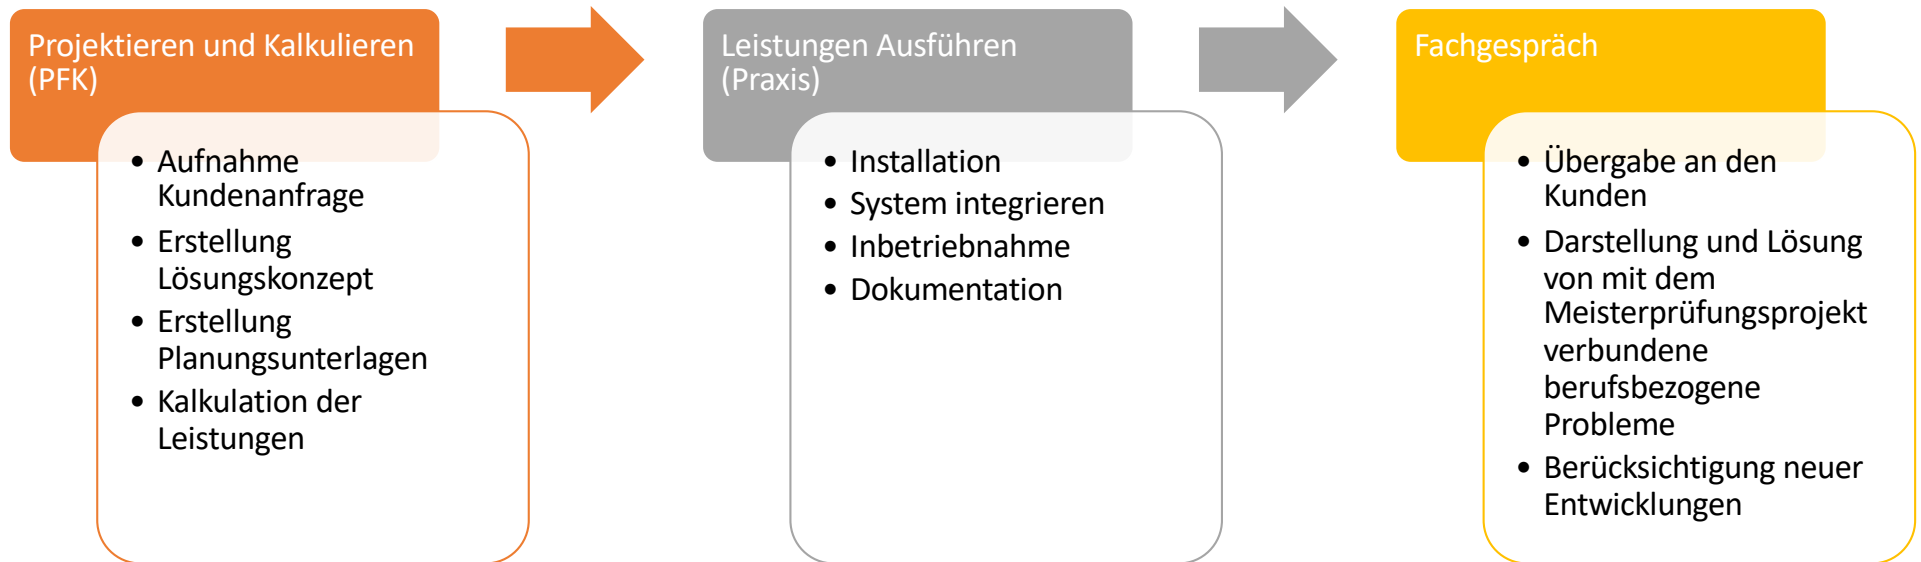 Projektieren und Kalkulieren
(PFK)
• Aufnahme
Kundenanfrage
• Erstellung
Lösungskonzept
• Erstellung
Planungsunterlagen
• Kalkulation der
Leistungen
Leistungen Ausführen
(Praxis)
• Installation
• System integrieren
• Inbetriebnahme
• Dokumentation
Fachgespräch
• Übergabe an den
Kunden
• Darstellung und Lösung
von mit dem
Meisterprüfungsprojekt
verbundene
berufsbezogene
Probleme
• Berücksichtigung neuer
Entwicklungen